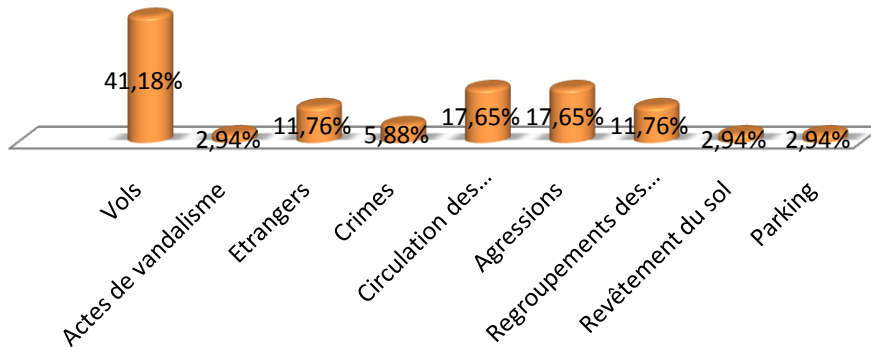 41,18%
2,94%
11,76%
5,88%
17,65%
17,65%
11,76%
2,94%
2,94%
Vols
Actes de vandalisme
Etrangers
Crimes
Circulation des...
Agressions
Regroupements des...
Revêtement du sol
Parking